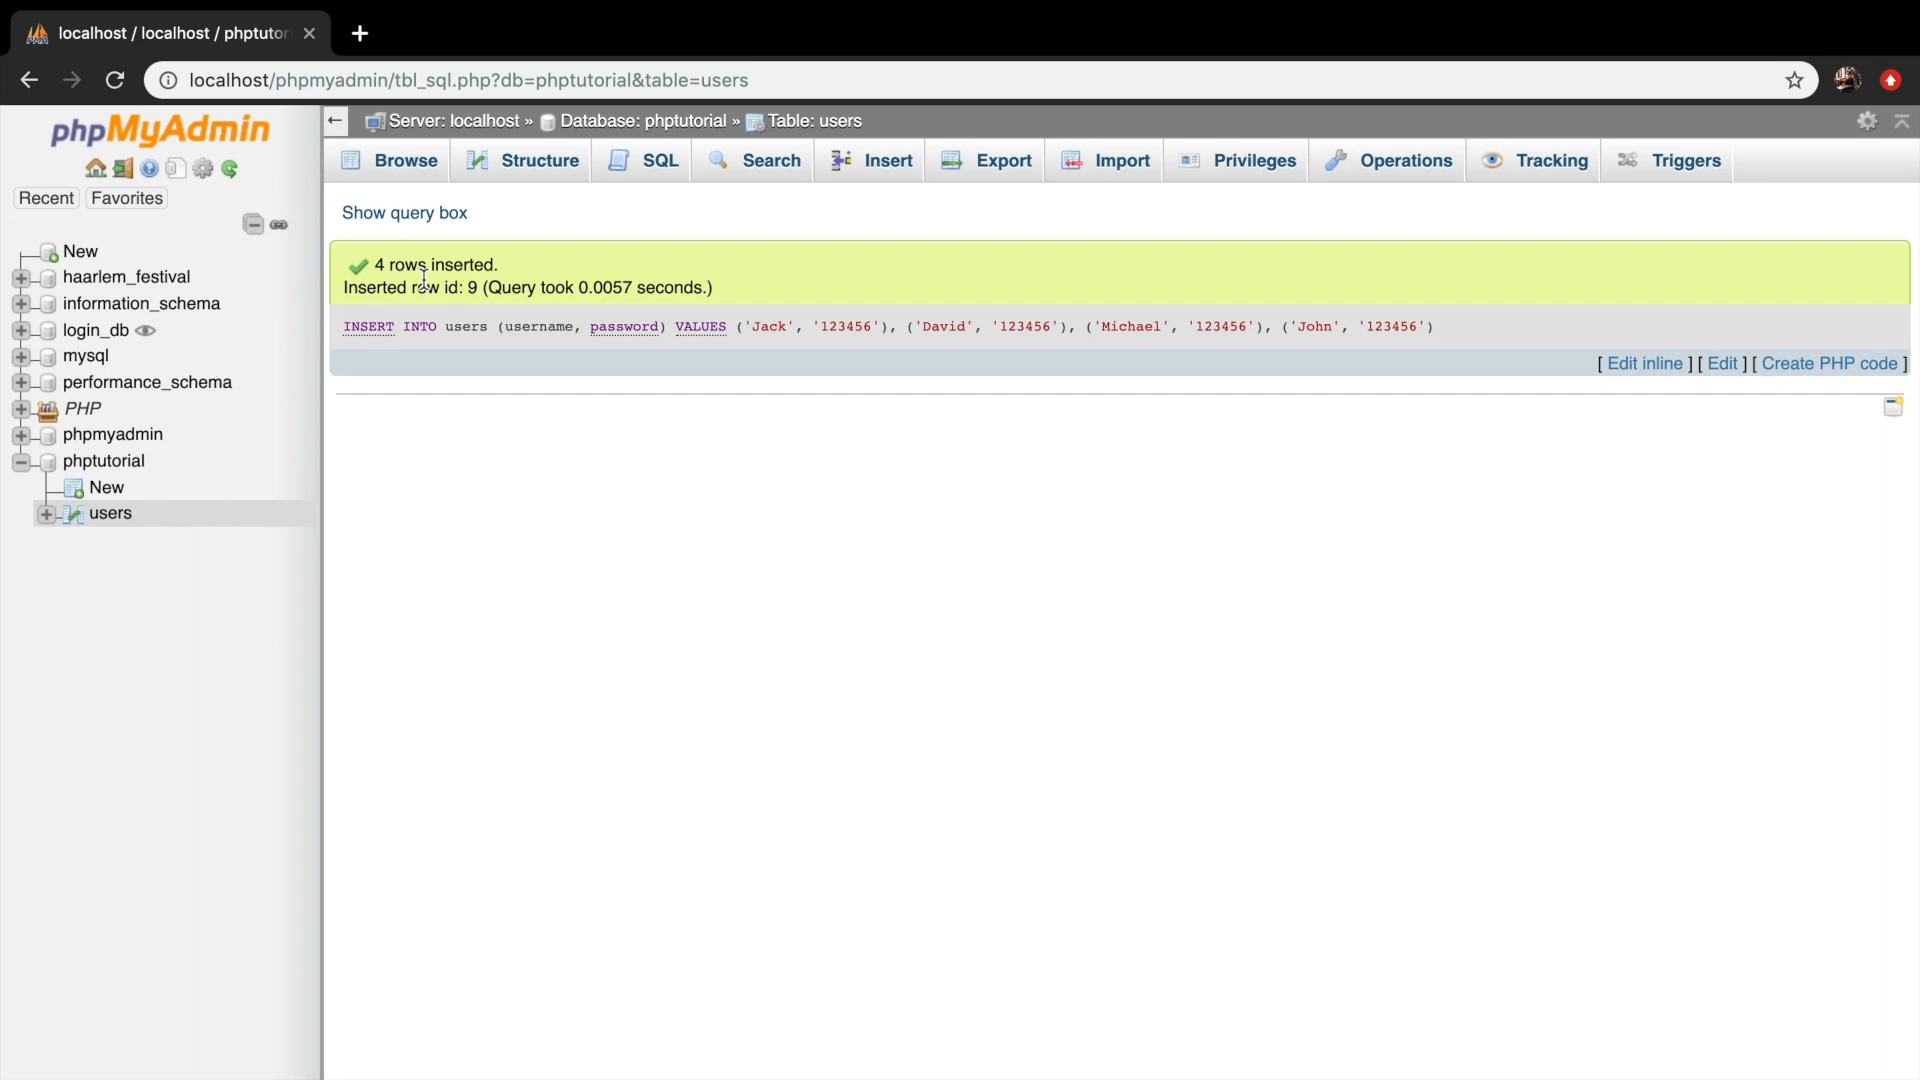 localhost / localhost / phptutor
localhost/phpmyadmin/tbl_sql.php?db=phptutorial&table=users
phpMyAdmin
Server: localhost » Database: phptutorial » Table: users
Browse Structure SQL Search Insert Export Import Privileges Operations Tracking Triggers
Recent Favorites
Show query box
New
haarlem_festival
information_schema
login_db
mysql
performance_schema
PHP
phpmyadmin
phptutorial
New
users
4 rows inserted.
Inserted row id: 9 (Query took 0.0057 seconds.)
INSERT INTO users (username, password) VALUES ('Jack', '123456'), ('David', '123456'), ('Michael', '123456'), ('John', '123456')
[ Edit inline ] [ Edit ] [ Create PHP code ]